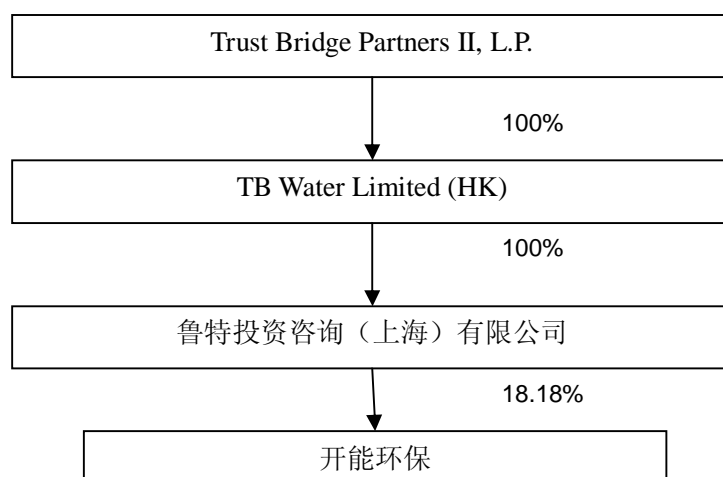 Trust Bridge Partners II, L.P.
100%
TB Water Limited (HK)
100%
鲁特投资咨询（上海）有限公司
18.18%
开能环保